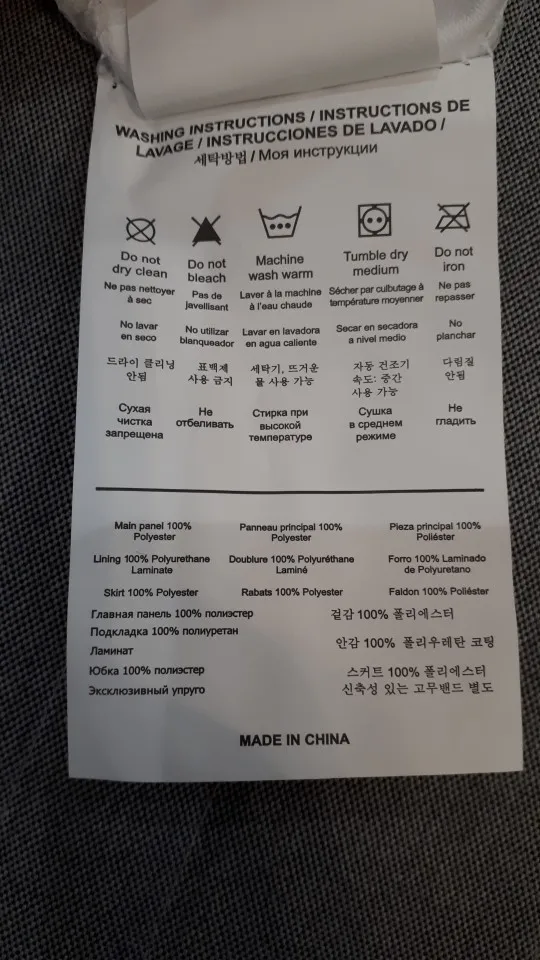 WASHING INSTRUCTIONS / INSTRUCTIONS DE
LAVAGE / INSTRUCCIONES DE LAVADO /
세탁방법 / Моя инструкции
Do not
dry clean
Do not
bleach
Machine
wash warm
Tumble dry
medium
Do not
iron
Ne pas nettoyer
à sec
Pas de
javellisant
Laver à la machine
à l'eau chaude
Sécher par culbutage à
température moyenner
Ne pas
repasser
No lavar
en seco
No utilizar
blanqueador
Lavar en lavadora
en agua caliente
Secar en secadora
a nivel medio
No
planchar
드라이 클리닝
안됨
표백제
사용 금지
세탁기, 뜨거운
물 사용 가능
자동 건조기
속도: 중간
사용 가능
다림질
안됨
Сухая
чистка
запрещена
Не
отбеливать
Стирка при
высокой
температуре
Сушка
в среднем
режиме
Не
гладить
Main panel 100%
Polyester
Panneau principal 100%
Polyester
Pieza principal 100%
Poliéster
Lining 100% Polyurethane
Laminate
Doublure 100% Polyuréthane
Laminé
Forro 100% Laminado
de Poliuretano
Skirt 100% Polyester
Rabats 100% Polyester
Faldon 100% Poliéster
Главная панель 100% полиэстер
Подкладка 100% полиуретан
Ламинат
Юбка 100% полиэстер
Эксклюзивный упруго
겉감 100% 폴리에스터
안감 100% 폴리우레탄 코팅
스커트 100% 폴리에스터
신축성 있는 고무밴드 별도
MADE IN CHINA